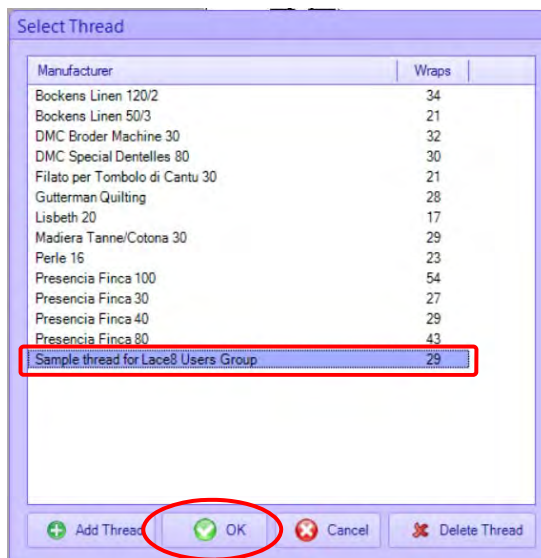 Select Thread
Manufacturer Wraps
Bockens Linen 120/2 34
Bockens Linen 50/3 21
DMC Broder Machine 30 32
DMC Special Dentelles 80 30
Filato per Tombolo di Cantu 30 21
Gutterman Quilting 28
Lisbeth 20 17
Madiera Tanne/Cotona 30 29
Perle 16 23
Presencia Finca 100 54
Presencia Finca 30 27
Presencia Finca 40 29
Presencia Finca 80 43
Sample thread for Lace8 Users Group 29
Add Thread OK Cancel Delete Thread